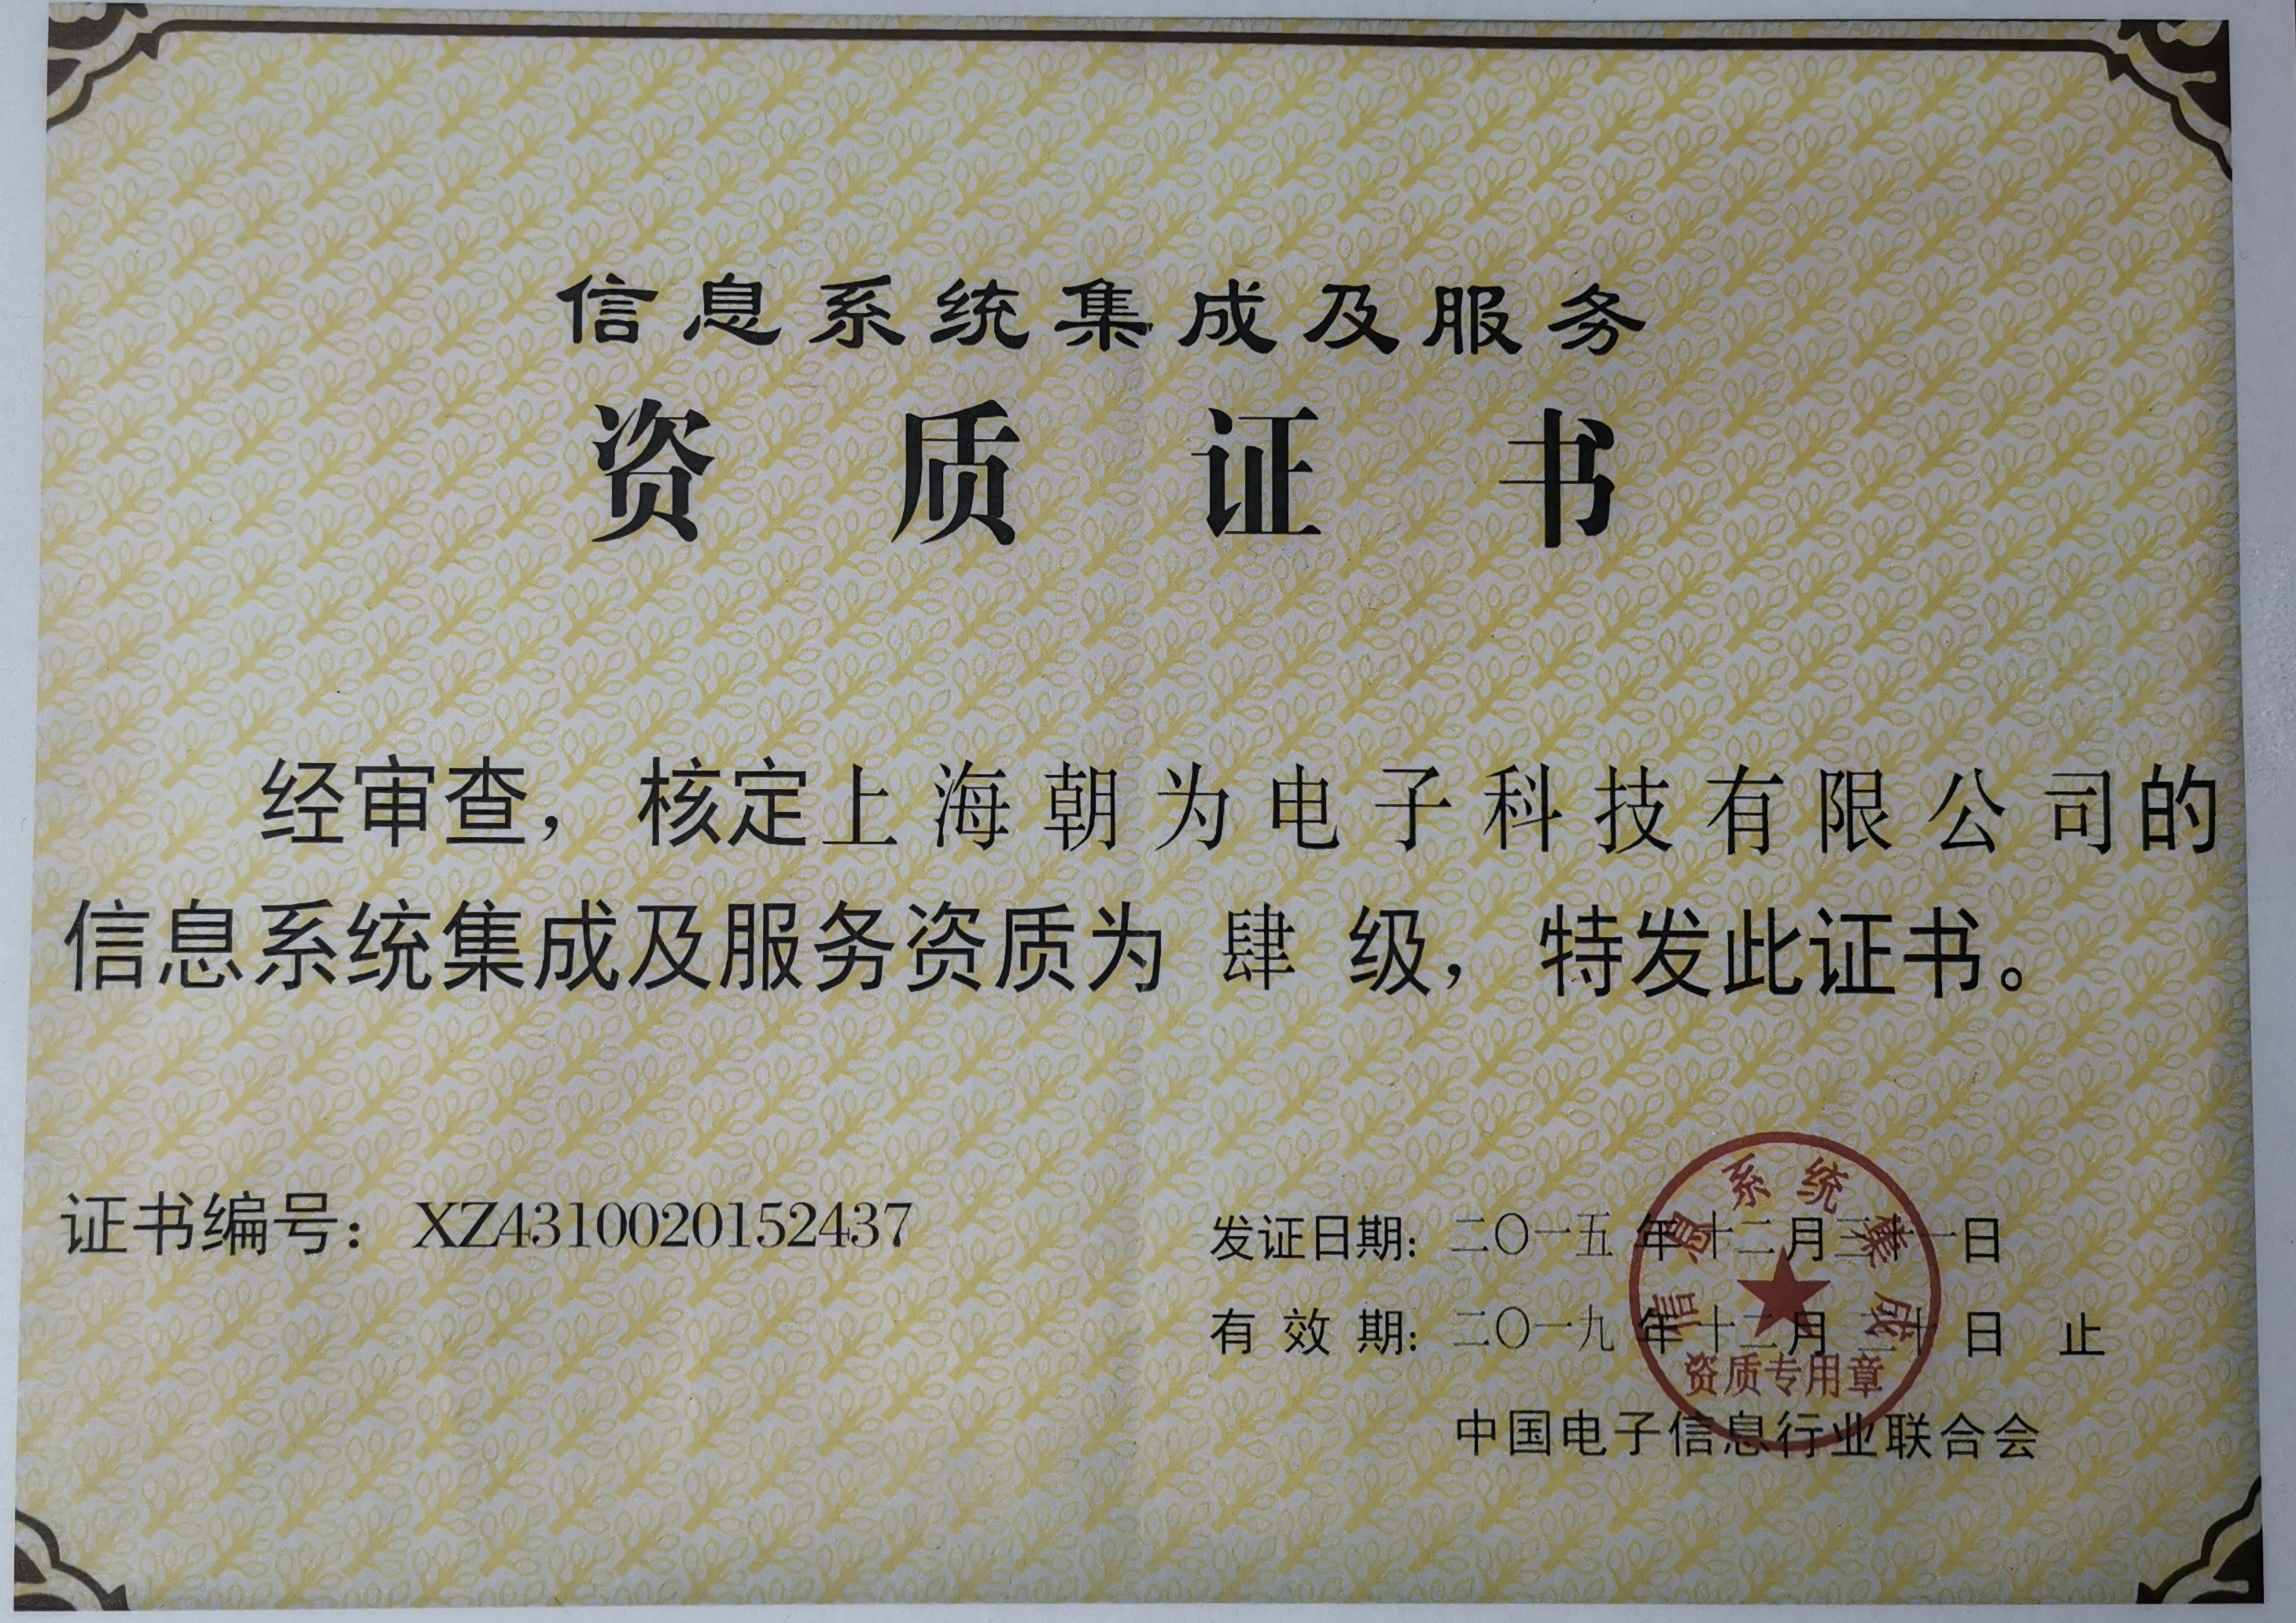 信息系统集成及服务
资质证书
经审查，核定上海朝为电子科技有限公司的
信息系统集成及服务资质为 肆 级，特发此证书。
证书编号：XZ4310020152437
发证日期：二〇一五年十二月三十一日
有效期：二〇一九年十二月三十日 止
信息系统集成
资质专用章
中国电子信息行业联合会